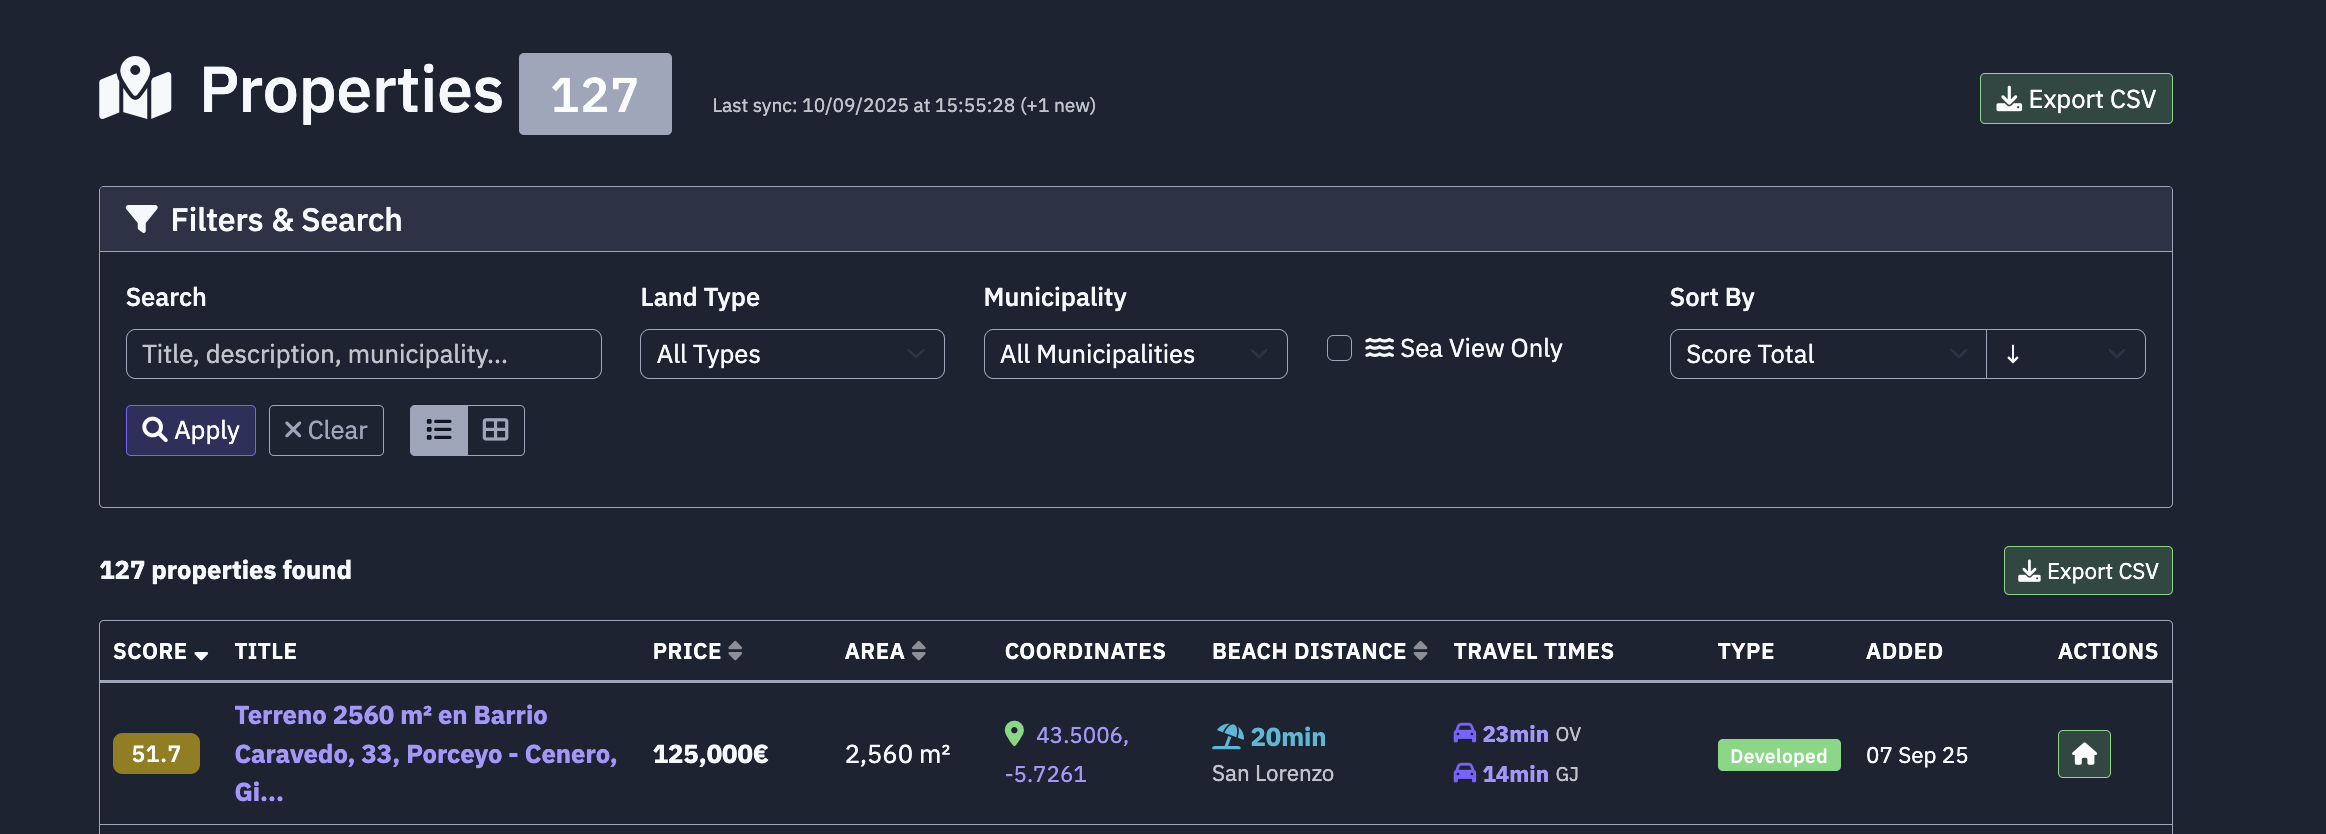 Properties 127 Last sync: 10/09/2025 at 15:55:28 (+1 new)
Export CSV
Filters & Search
Search Land Type Municipality Sort By
Title, description, municipality... All Types All Municipalities Sea View Only Score Total ↓
Apply Clear
127 properties found
Export CSV
SCORE TITLE PRICE AREA COORDINATES BEACH DISTANCE TRAVEL TIMES TYPE ADDED ACTIONS
51.7
Terreno 2560 m² en Barrio
Caravedo, 33, Porceyo - Cenero,
Gi...
125,000€
2,560 m²
43.5006,
-5.7261
20min
San Lorenzo
23min OV
14min GJ
Developed
07 Sep 25